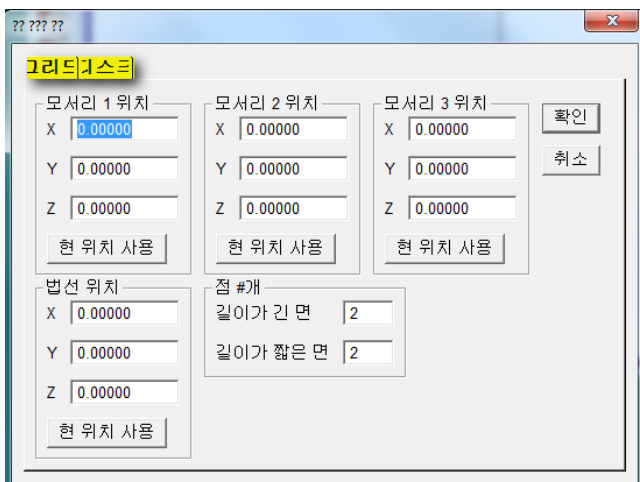 ?? ??? ??
그리드 디스크
모서리 1 위치 모서리 2 위치 모서리 3 위치
X 0.00000 X 0.00000 X 0.00000 확인
Y 0.00000 Y 0.00000 Y 0.00000 취소
Z 0.00000 Z 0.00000 Z 0.00000
현 위치 사용 현 위치 사용 현 위치 사용
법선 위치 점 #개
X 0.00000 길이가 긴 면 2
Y 0.00000 길이가 짧은 면 2
Z 0.00000
현 위치 사용